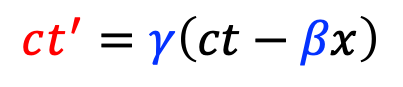 ct′ = γ(ct − βx)